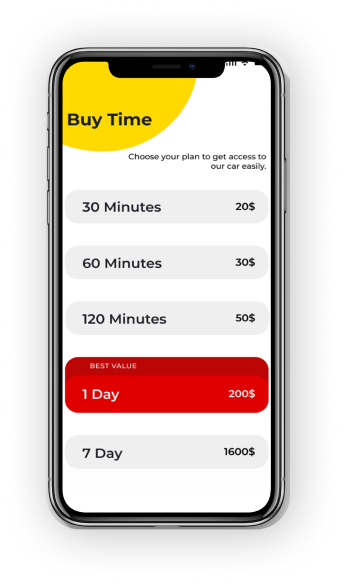 Buy Time
Choose your plan to get access to
our car easily.
30 Minutes 20$
60 Minutes 30$
120 Minutes 50$
BEST VALUE
1 Day 200$
7 Day 1600$